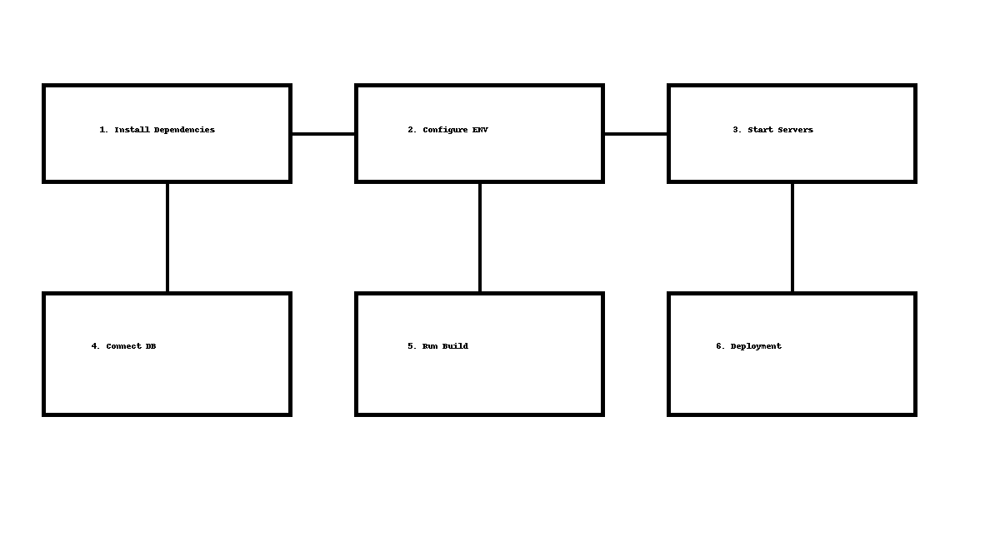 1. Install Dependencies
2. Configure ENV
3. Start Servers
4. Connect DB
5. Run Build
6. Deployment